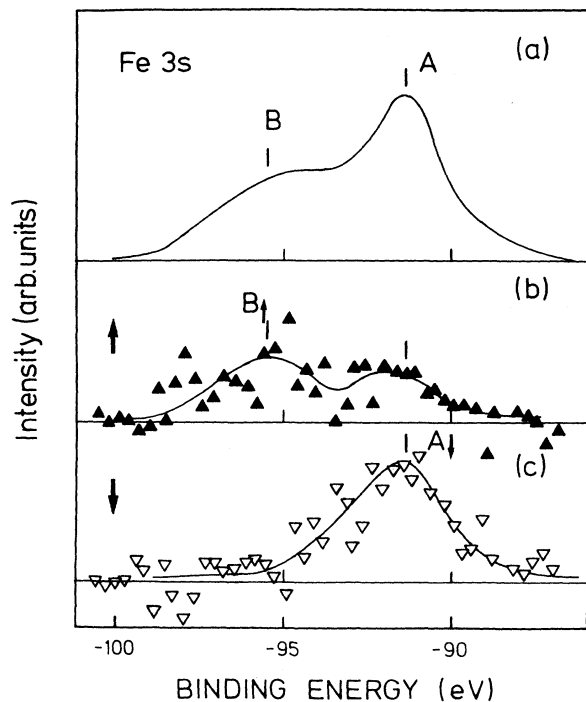 (a)
Fe 3s
A
B
Intensity (arb.units)
(b)
B
A
(c)
-100
-95
-90
BINDING ENERGY (eV)